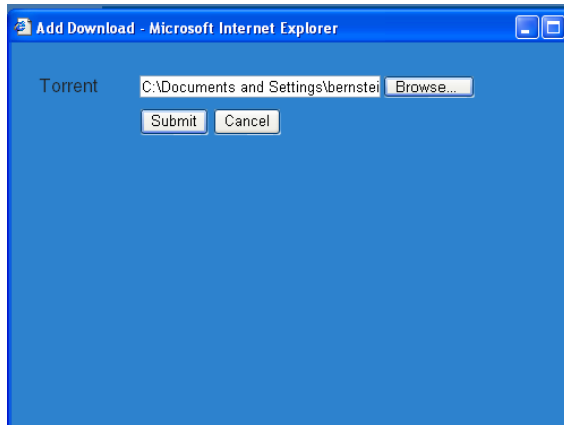 Add Download - Microsoft Internet Explorer
Torrent C:\Documents and Settings\bernstei Browse...
Submit Cancel